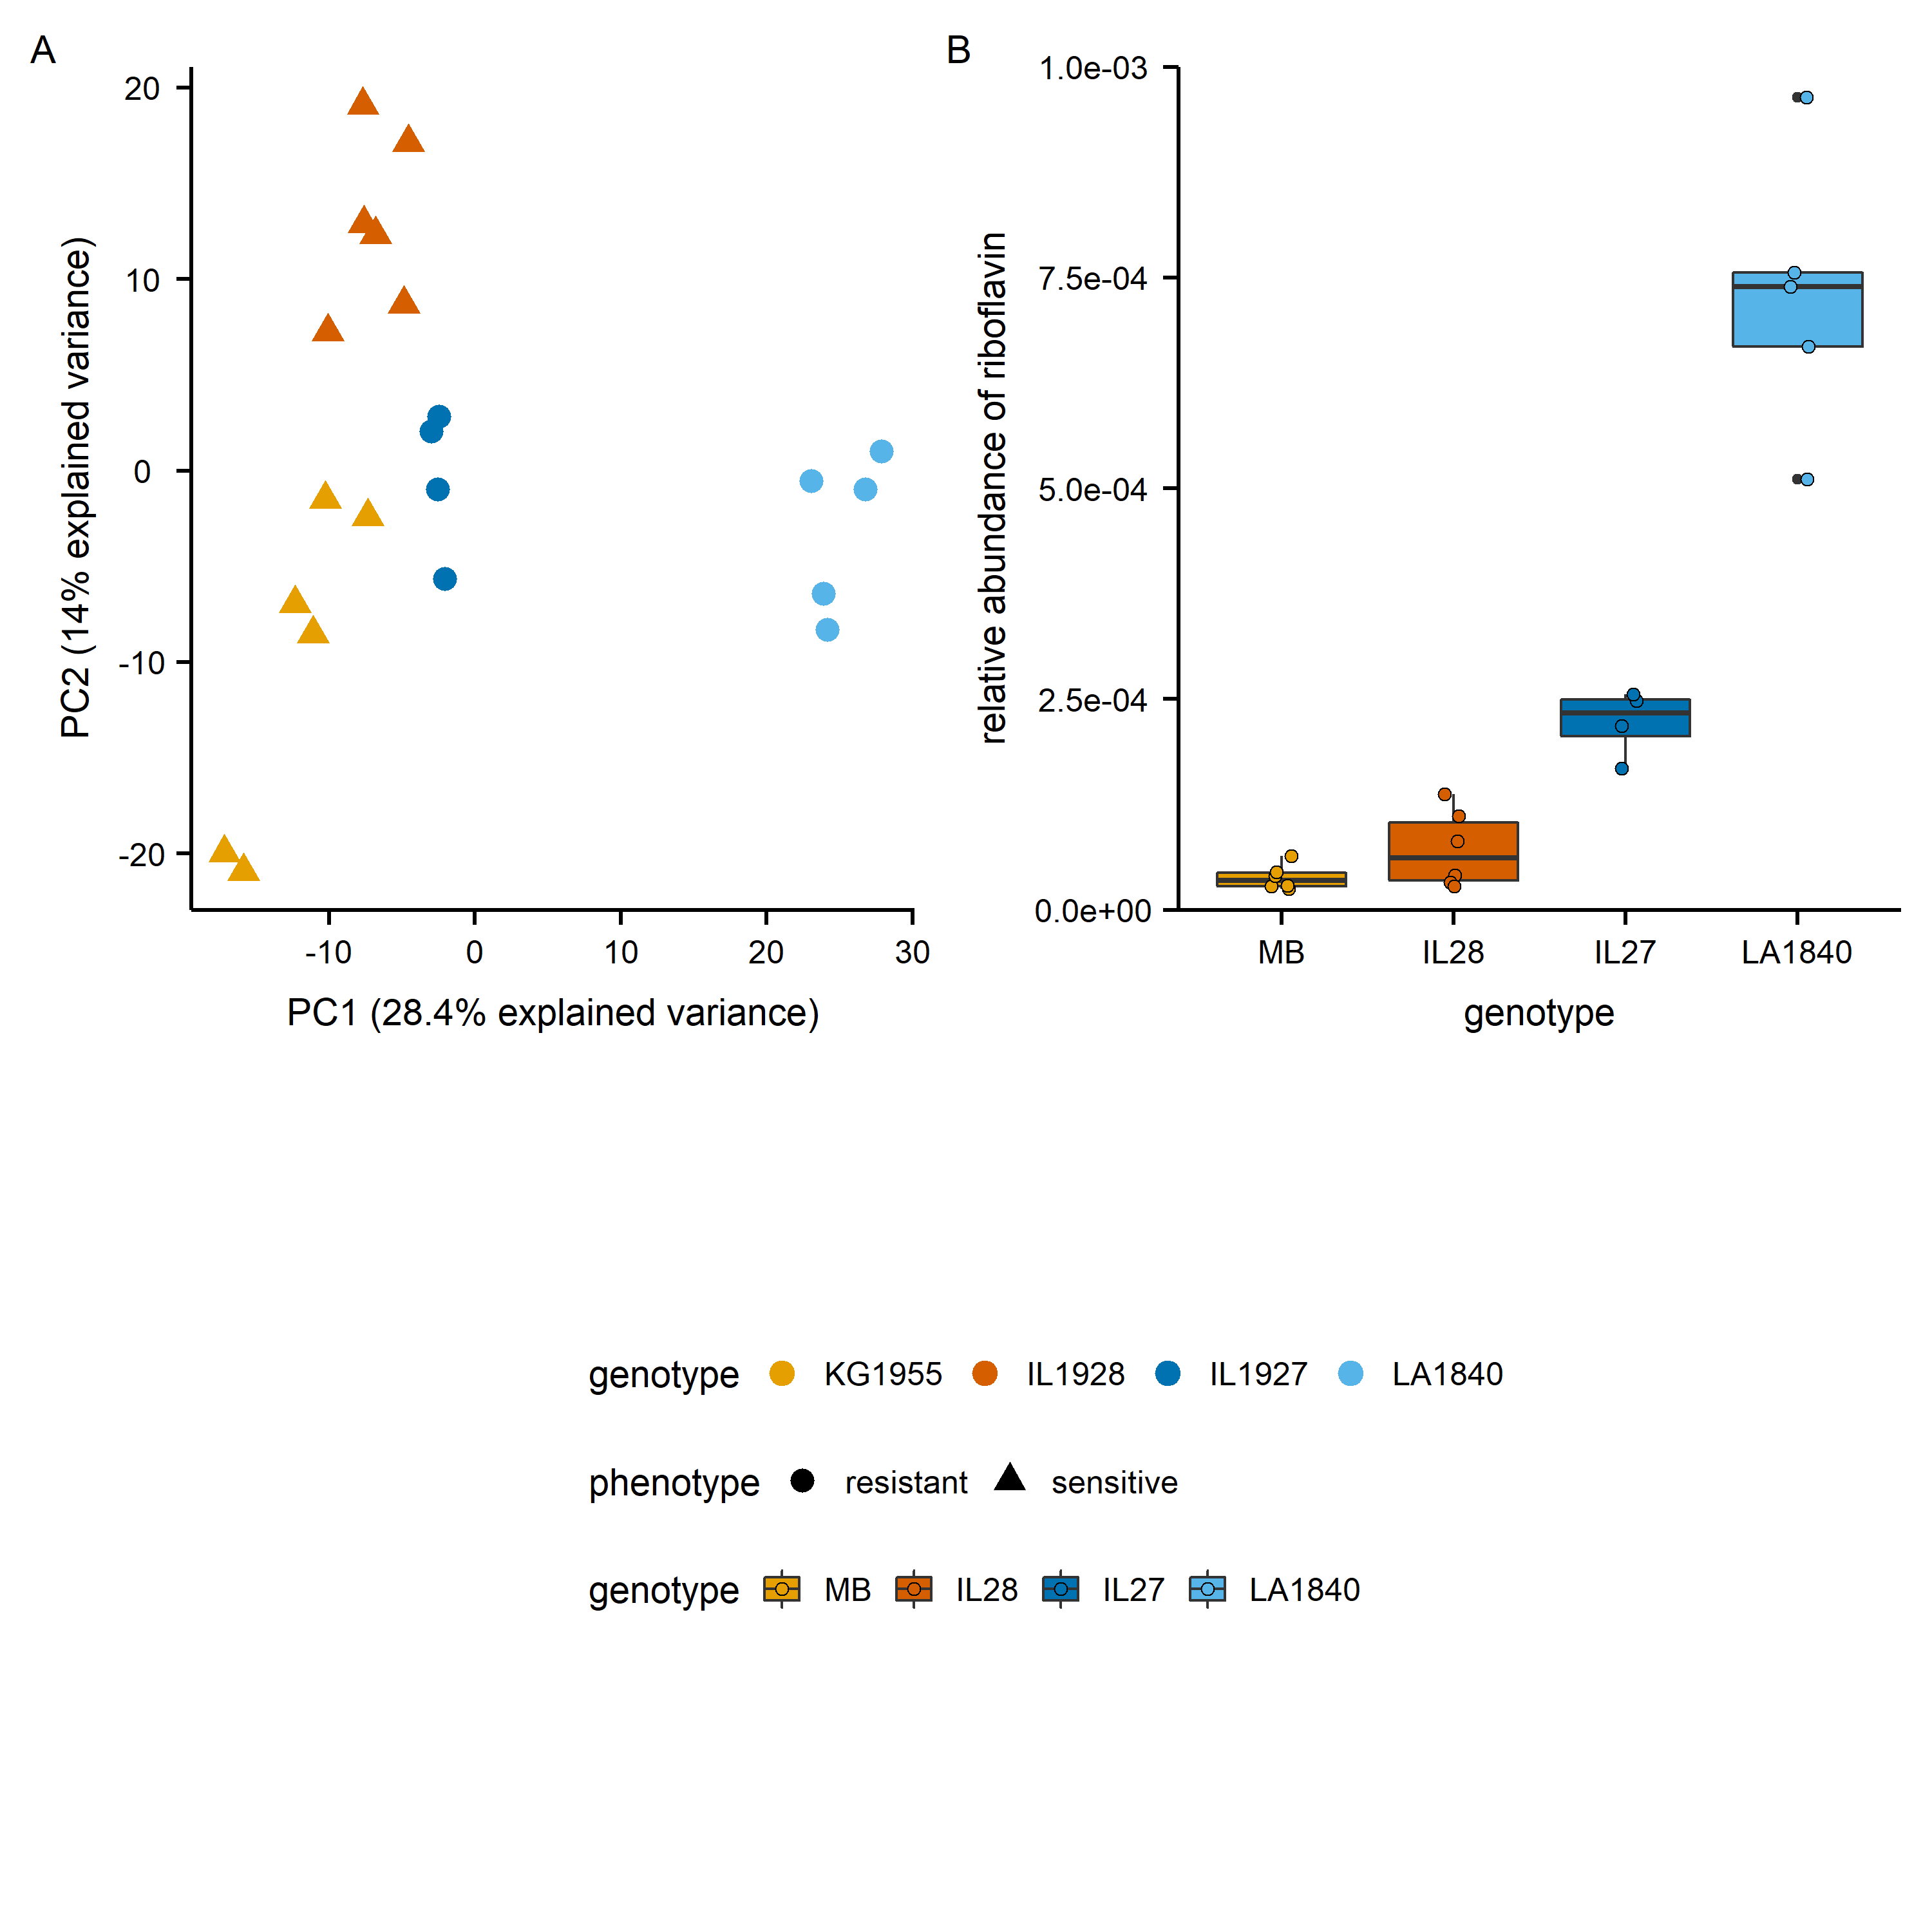 A
20
10
0
-10
-20
PC2 (14% explained variance)
-10 0 10 20 30
PC1 (28.4% explained variance)
B
1.0e-03
7.5e-04
5.0e-04
2.5e-04
0.0e+00
relative abundance of riboflavin
MB IL28 IL27 LA1840
genotype
genotype KG1955 IL1928 IL1927 LA1840
phenotype resistant sensitive
genotype MB IL28 IL27 LA1840